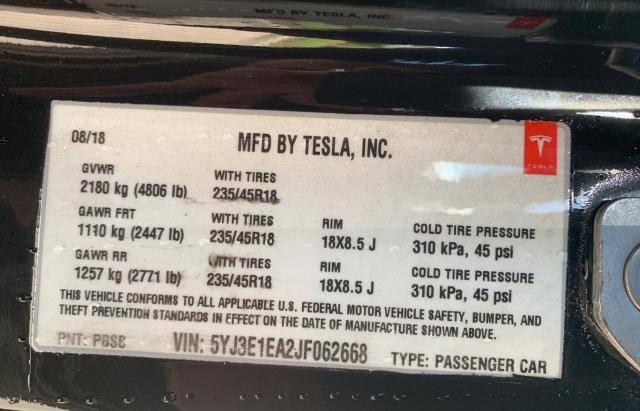 MFD BY TESLA, INC.
08/18
MFD BY TESLA, INC.
TESLA
GVWR WITH TIRES
2180 kg (4806 lb) 235/45R18
GAWR FRT WITH TIRES RIM COLD TIRE PRESSURE
1110 kg (2447 lb) 235/45R18 18X8.5 J 310 kPa, 45 psi
GAWR RR WITH TIRES RIM COLD TIRE PRESSURE
1257 kg (2771 lb) 235/45R18 18X8.5 J 310 kPa, 45 psi
THIS VEHICLE CONFORMS TO ALL APPLICABLE U.S. FEDERAL MOTOR VEHICLE SAFETY, BUMPER, AND
THEFT PREVENTION STANDARDS IN EFFECT ON THE DATE OF MANUFACTURE SHOWN ABOVE.
PNT: PBSB VIN: 5YJ3E1EA2JF062668 TYPE: PASSENGER CAR